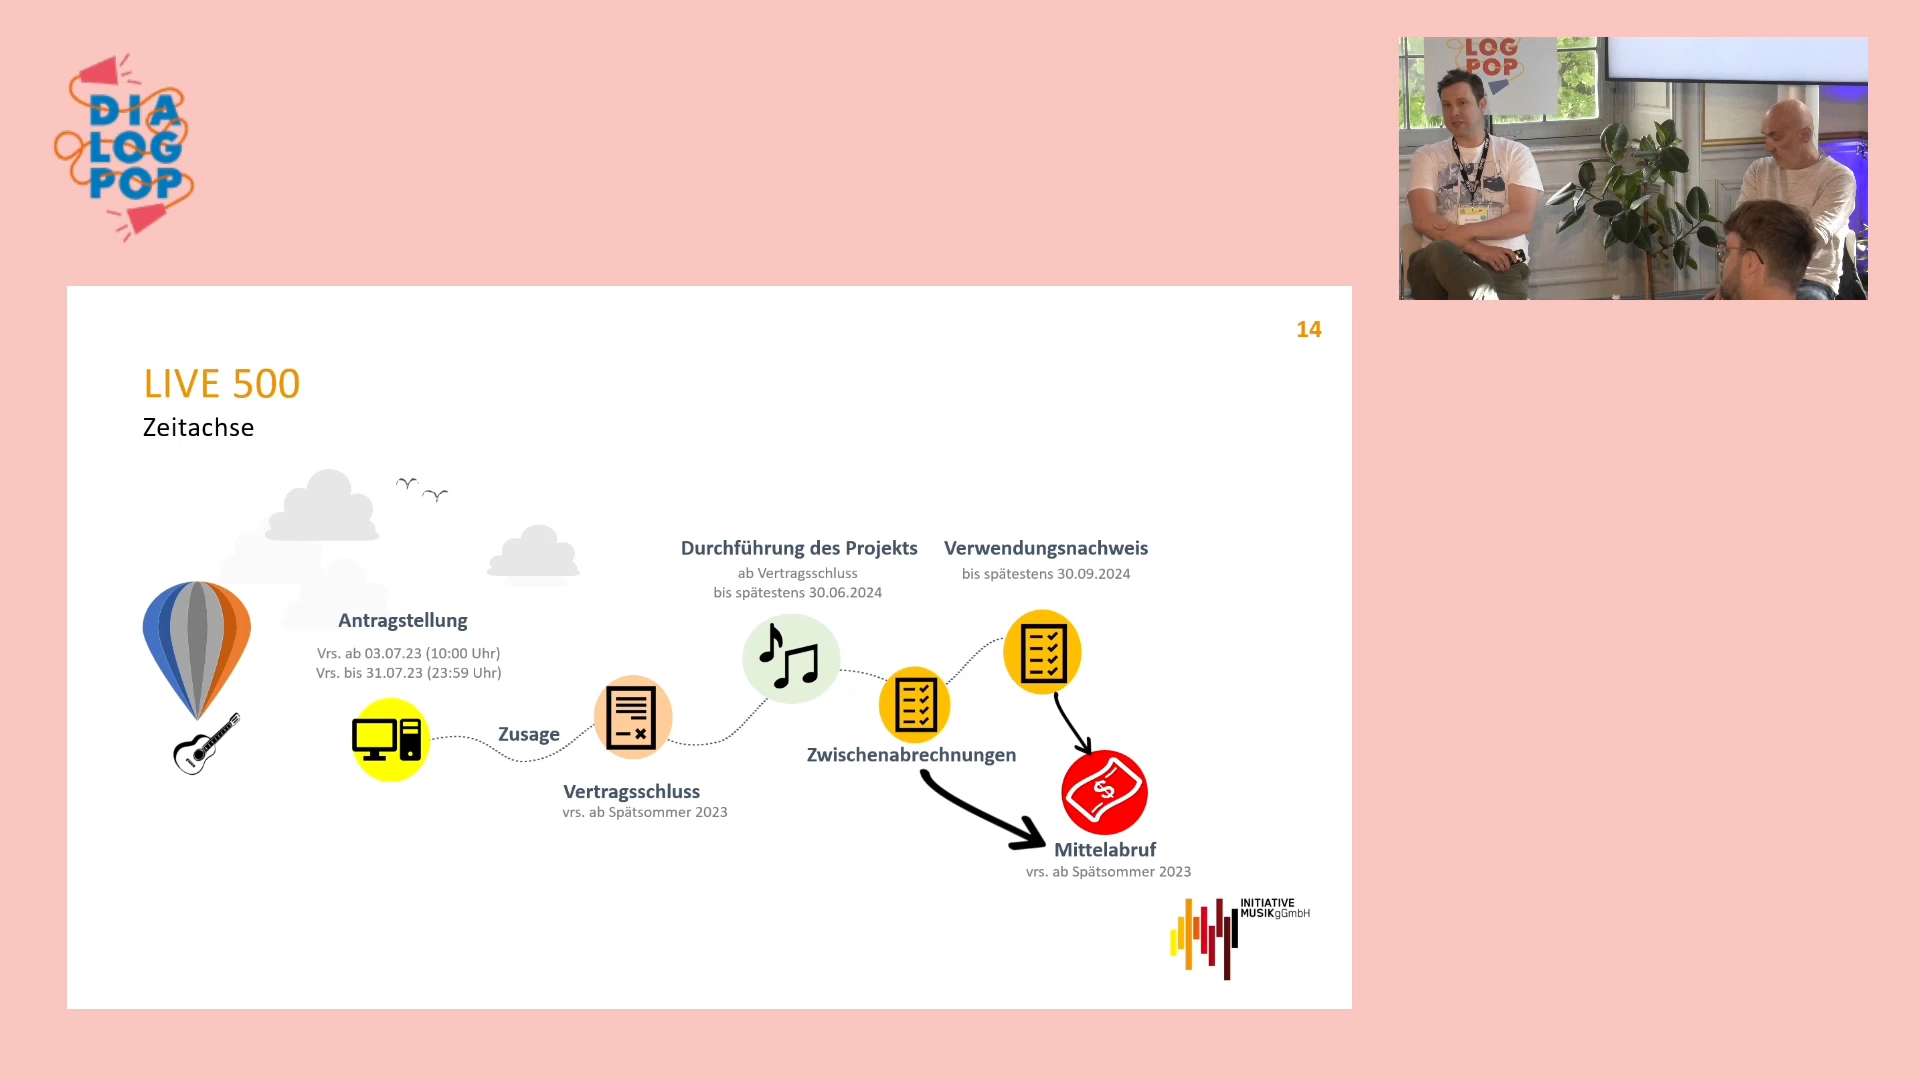 DIA
LOG
POP
LOG
POP
14
LIVE 500
Zeitachse
Durchführung des Projekts
ab Vertragsschluss
bis spätestens 30.06.2024
Verwendungsnachweis
bis spätestens 30.09.2024
Antragstellung
Vrs. ab 03.07.23 (10:00 Uhr)
Vrs. bis 31.07.23 (23:59 Uhr)
Zusage
Vertragsschluss
vrs. ab Spätsommer 2023
Zwischenabrechnungen
$
Mittelabruf
vrs. ab Spätsommer 2023
INITIATIVE
MUSIKgGmbH